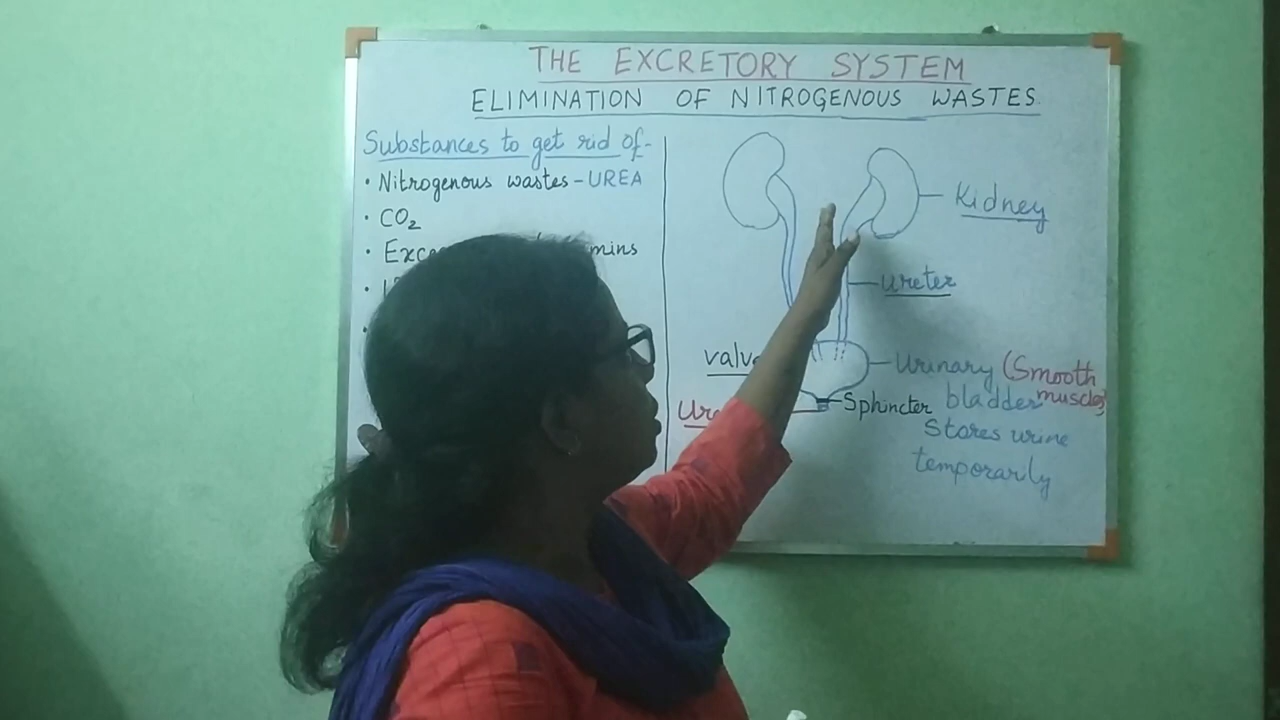 THE EXCRETORY SYSTEM
ELIMINATION OF NITROGENOUS WASTES.
Substances to get rid of-
• Nitrogenous wastes - UREA
• CO₂
Kidney
Ureter
Urinary (Smooth
bladder muscles)
Sphincter
Stores urine
temporarily